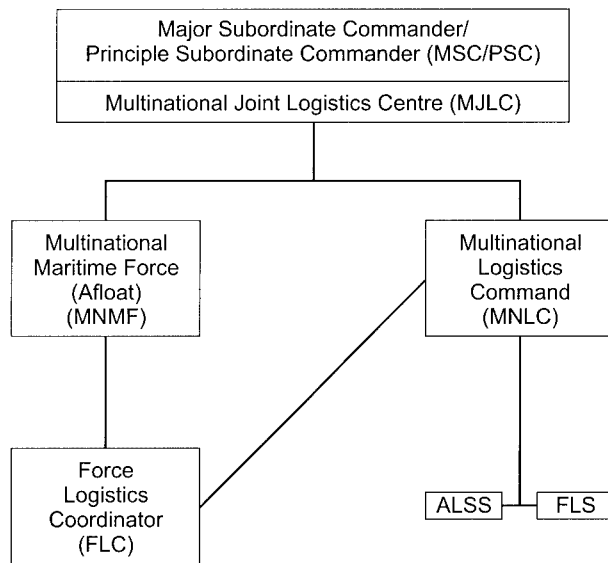 Major Subordinate Commander/
Principle Subordinate Commander (MSC/PSC)
Multinational Joint Logistics Centre (MJLC)
Multinational
Maritime Force
(Afloat)
(MNMF)
Multinational
Logistics
Command
(MNLC)
Force
Logistics
Coordinator
(FLC)
ALSS
FLS